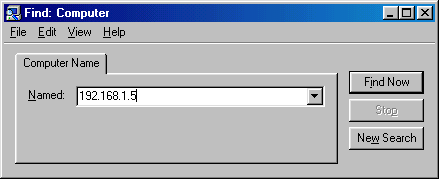 Find: Computer
File Edit View Help
Computer Name
Named: 192.168.1.5
Find Now
Stop
New Search